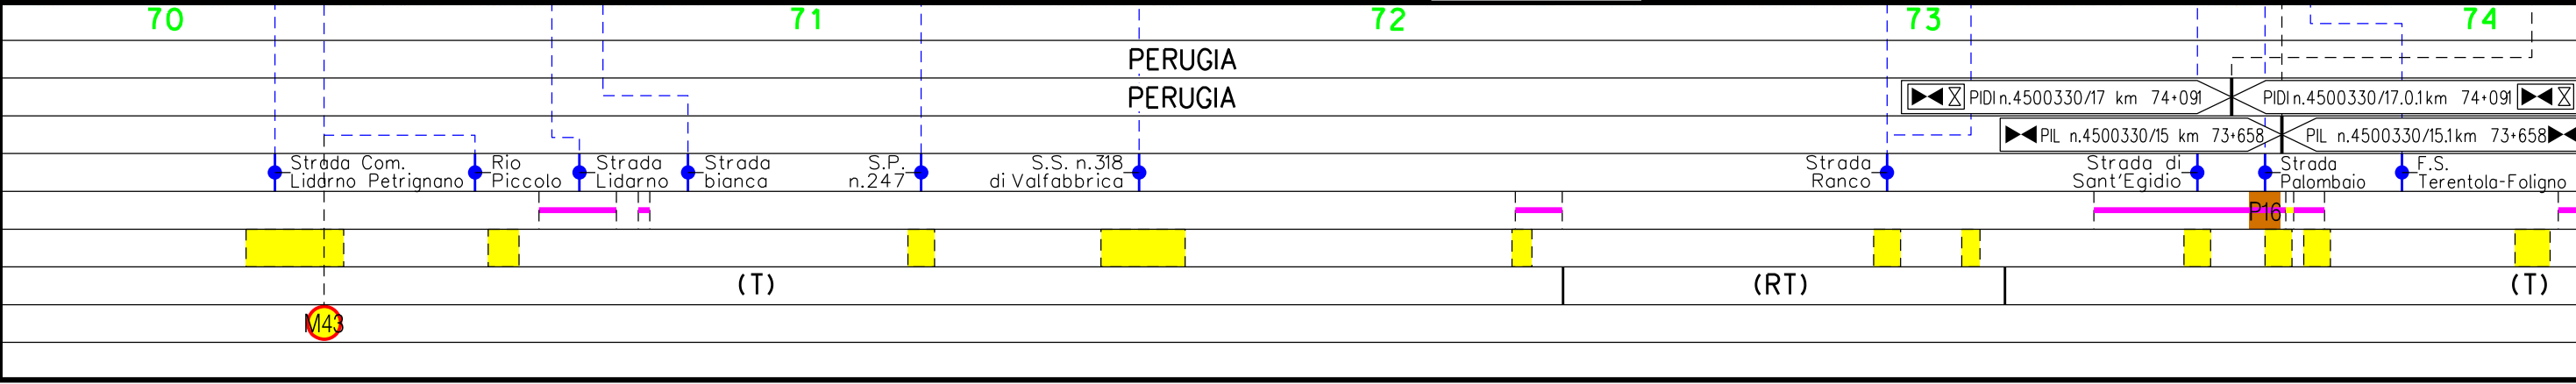 70 71 72 73 74
PERUGIA
PERUGIA
PIDI n.4500330/17 km 74+091
PIDI n.4500330/17.0.1 km 74+091
PIL n.4500330/15 km 73+658
PIL n.4500330/15.1 km 73+658
Strada Com.
Lidarno Petrignano
Rio
Piccolo
Strada
Lidarno
Strada
bianca
S.P.
n.247
S.S. n.318
di Valfabbrica
Strada
Ranco
Strada di
Sant'Egidio
Strada
Palombaio
F.S.
Terentola-Foligno
P16
(T) (RT) (T)
M43